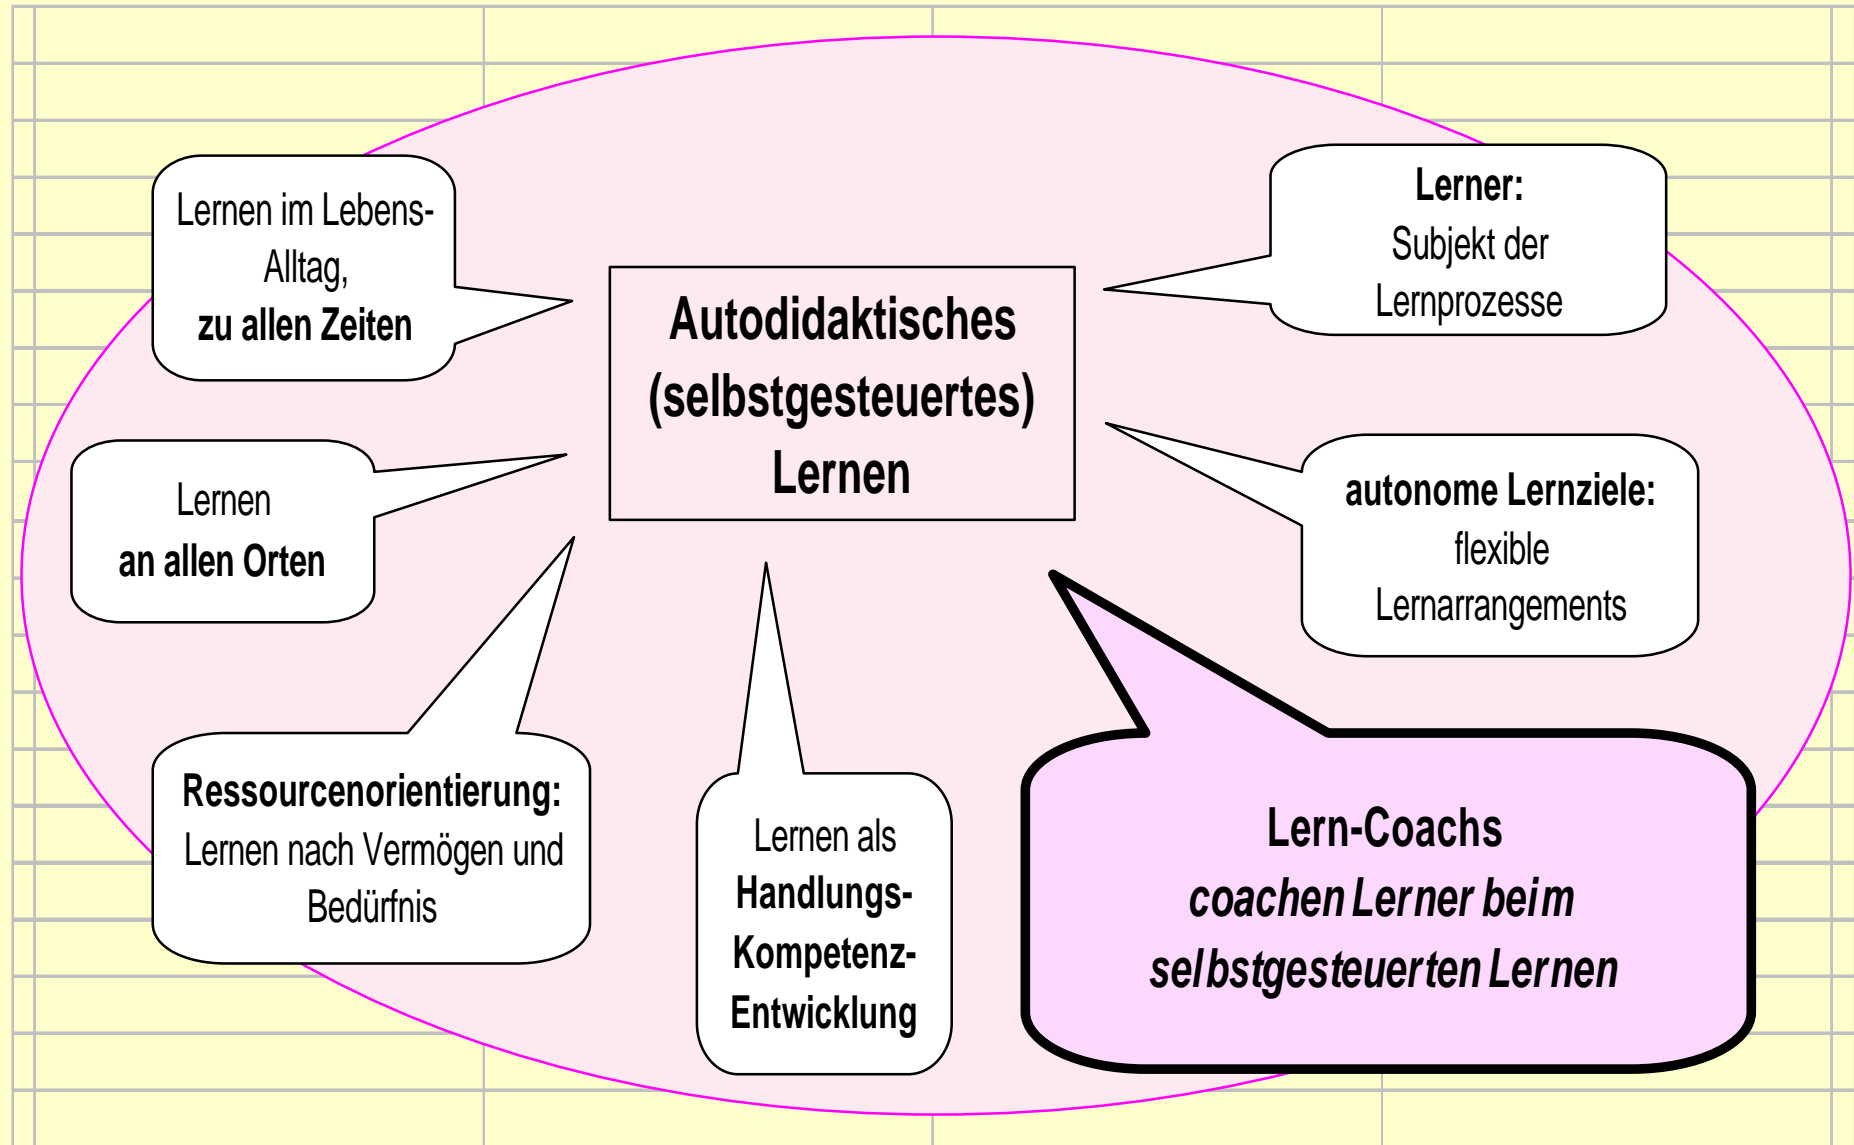 Lernen im Lebens-
Alltag,
zu allen Zeiten
Lerner:
Subjekt der
Lernprozesse
Autodidaktisches
(selbstgesteuertes)
Lernen
Lernen
an allen Orten
autonome Lernziele:
flexible
Lernarrangements
Ressourcenorientierung:
Lernen nach Vermögen und
Bedürfnis
Lernen als
Handlungs-
Kompetenz-
Entwicklung
Lern-Coachs
coachen Lerner beim
selbstgesteuerten Lernen